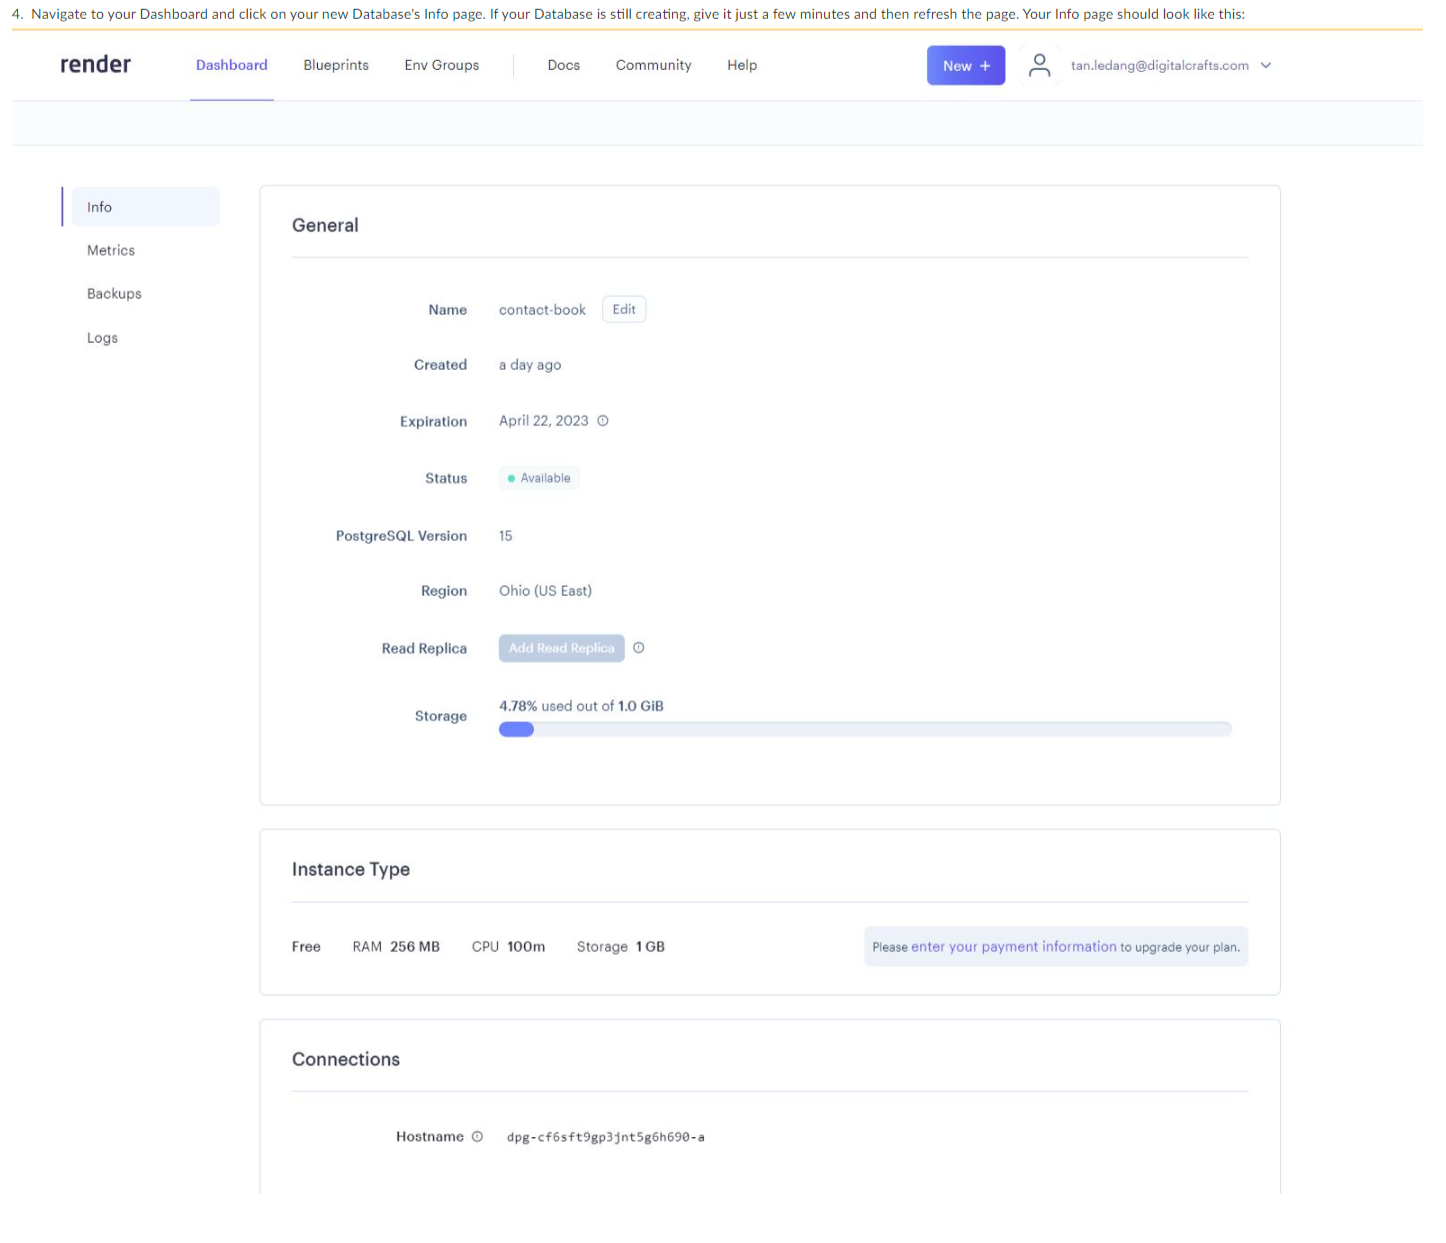 4. Navigate to your Dashboard and click on your new Database's Info page. If your Database is still creating, give it just a few minutes and then refresh the page. Your Info page should look like this:
render Dashboard Blueprints Env Groups Docs Community Help New + tan.ledang@digitalcrafts.com
Info
Metrics
Backups
Logs
General
Name contact-book Edit
Created a day ago
Expiration April 22, 2023
Status Available
PostgreSQL Version 15
Region Ohio (US East)
Read Replica Add Read Replica
Storage 4.78% used out of 1.0 GiB
Instance Type
Free RAM 256 MB CPU 100m Storage 1 GB Please enter your payment information to upgrade your plan.
Connections
Hostname dpg-cf6sft9gp3jnt5g6h690-a